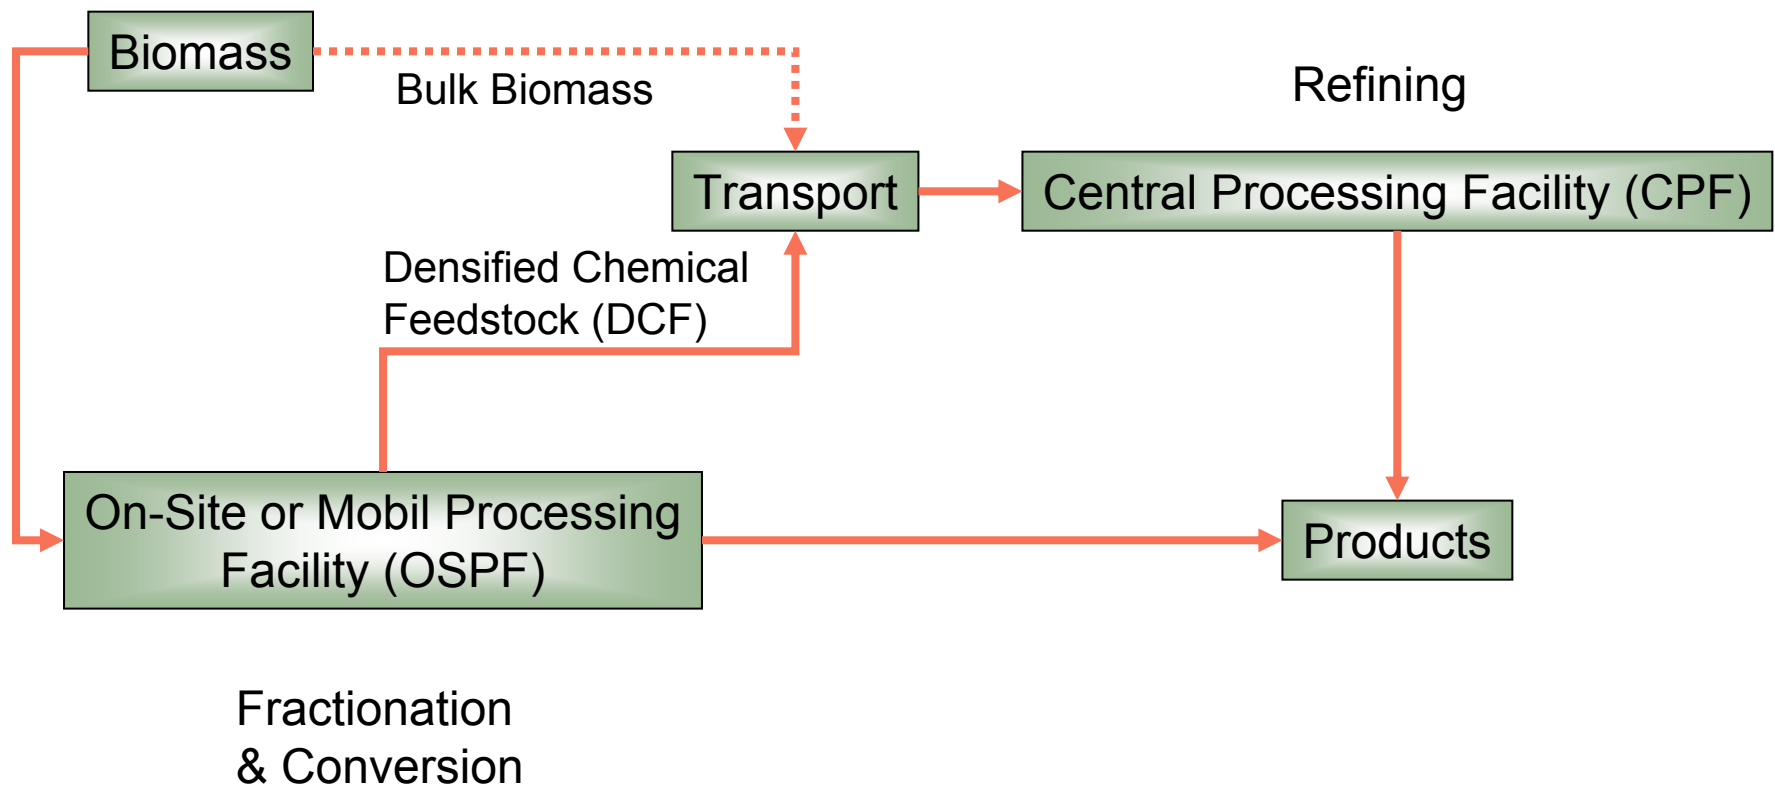 Biomass
Bulk Biomass
Refining
Transport
Central Processing Facility (CPF)
Densified Chemical
Feedstock (DCF)
On-Site or Mobil Processing
Facility (OSPF)
Products
Fractionation
& Conversion